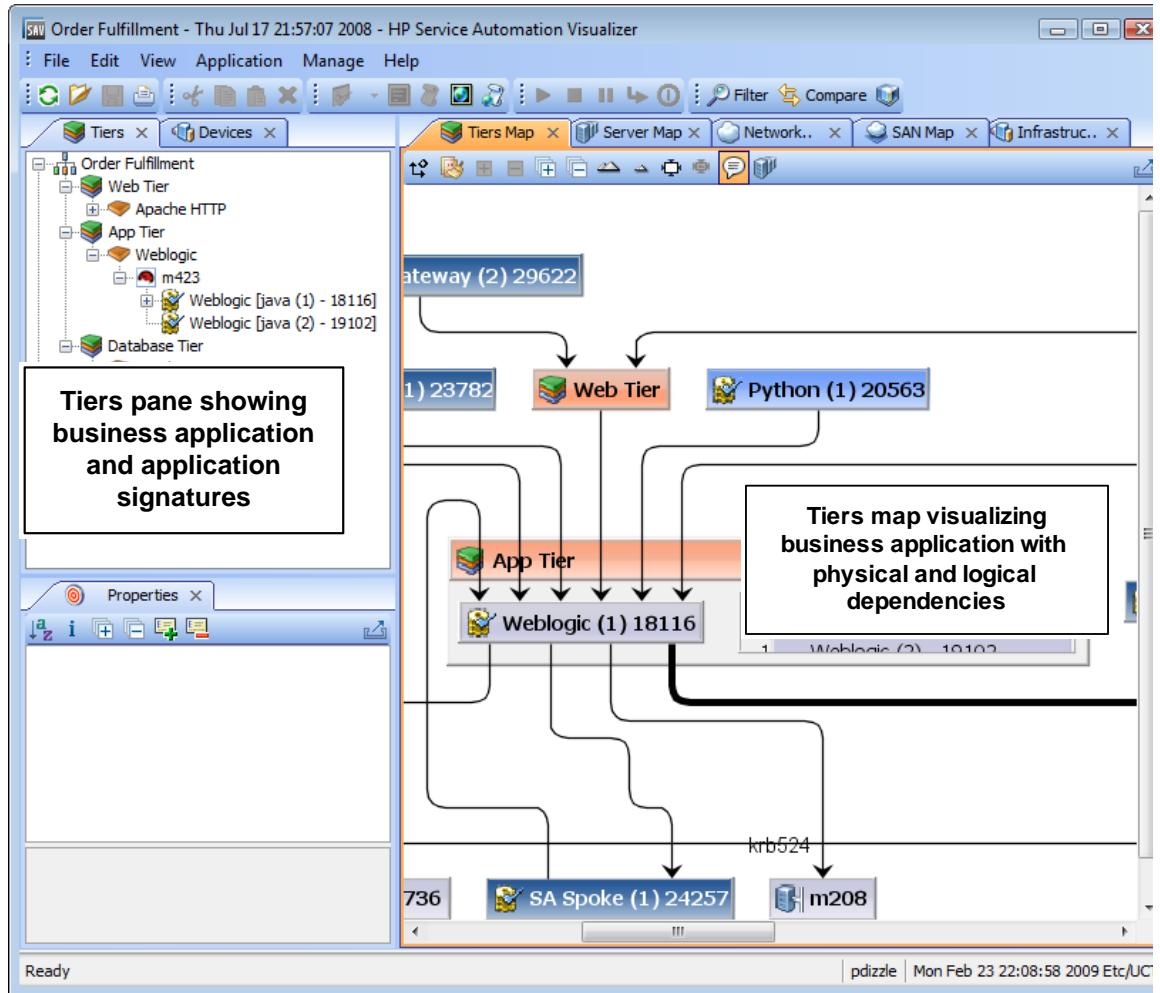 SAV Order Fulfillment - Thu Jul 17 21:57:07 2008 - HP Service Automation Visualizer
File Edit View Application Manage Help
Filter Compare
Tiers Devices
Order Fulfillment
Web Tier
Apache HTTP
App Tier
Weblogic
m423
Weblogic [java (1) - 18116]
Weblogic [java (2) - 19102]
Database Tier
Tiers pane showing
business application
and application
signatures
Properties
Tiers Map Server Map Network.. SAN Map Infrastruc..
ateway (2) 29622
1) 23782 Web Tier Python (1) 20563
Tiers map visualizing
business application with
physical and logical
dependencies
App Tier
Weblogic (1) 18116
1 Weblogic (2) - 19102
krb524
736 SA Spoke (1) 24257 m208
Ready pdizzle Mon Feb 23 22:08:58 2009 Etc/UCT